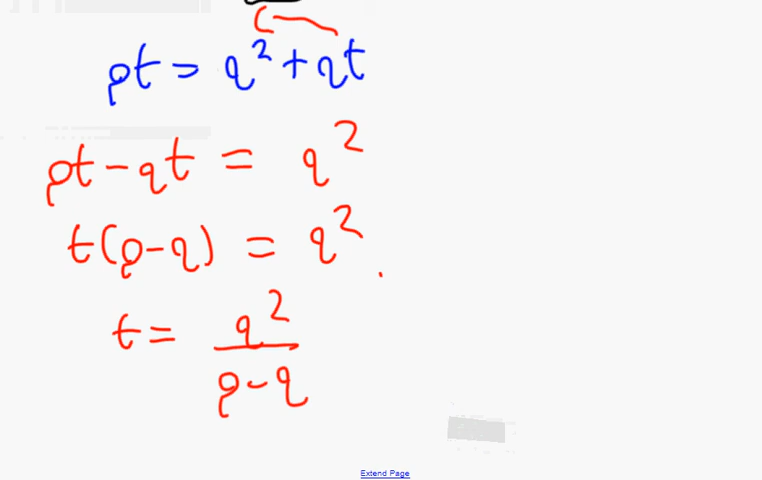 pt = q² + qt
pt - qt = q²
t(p - q) = q²
t = q² / p - q
Extend Page